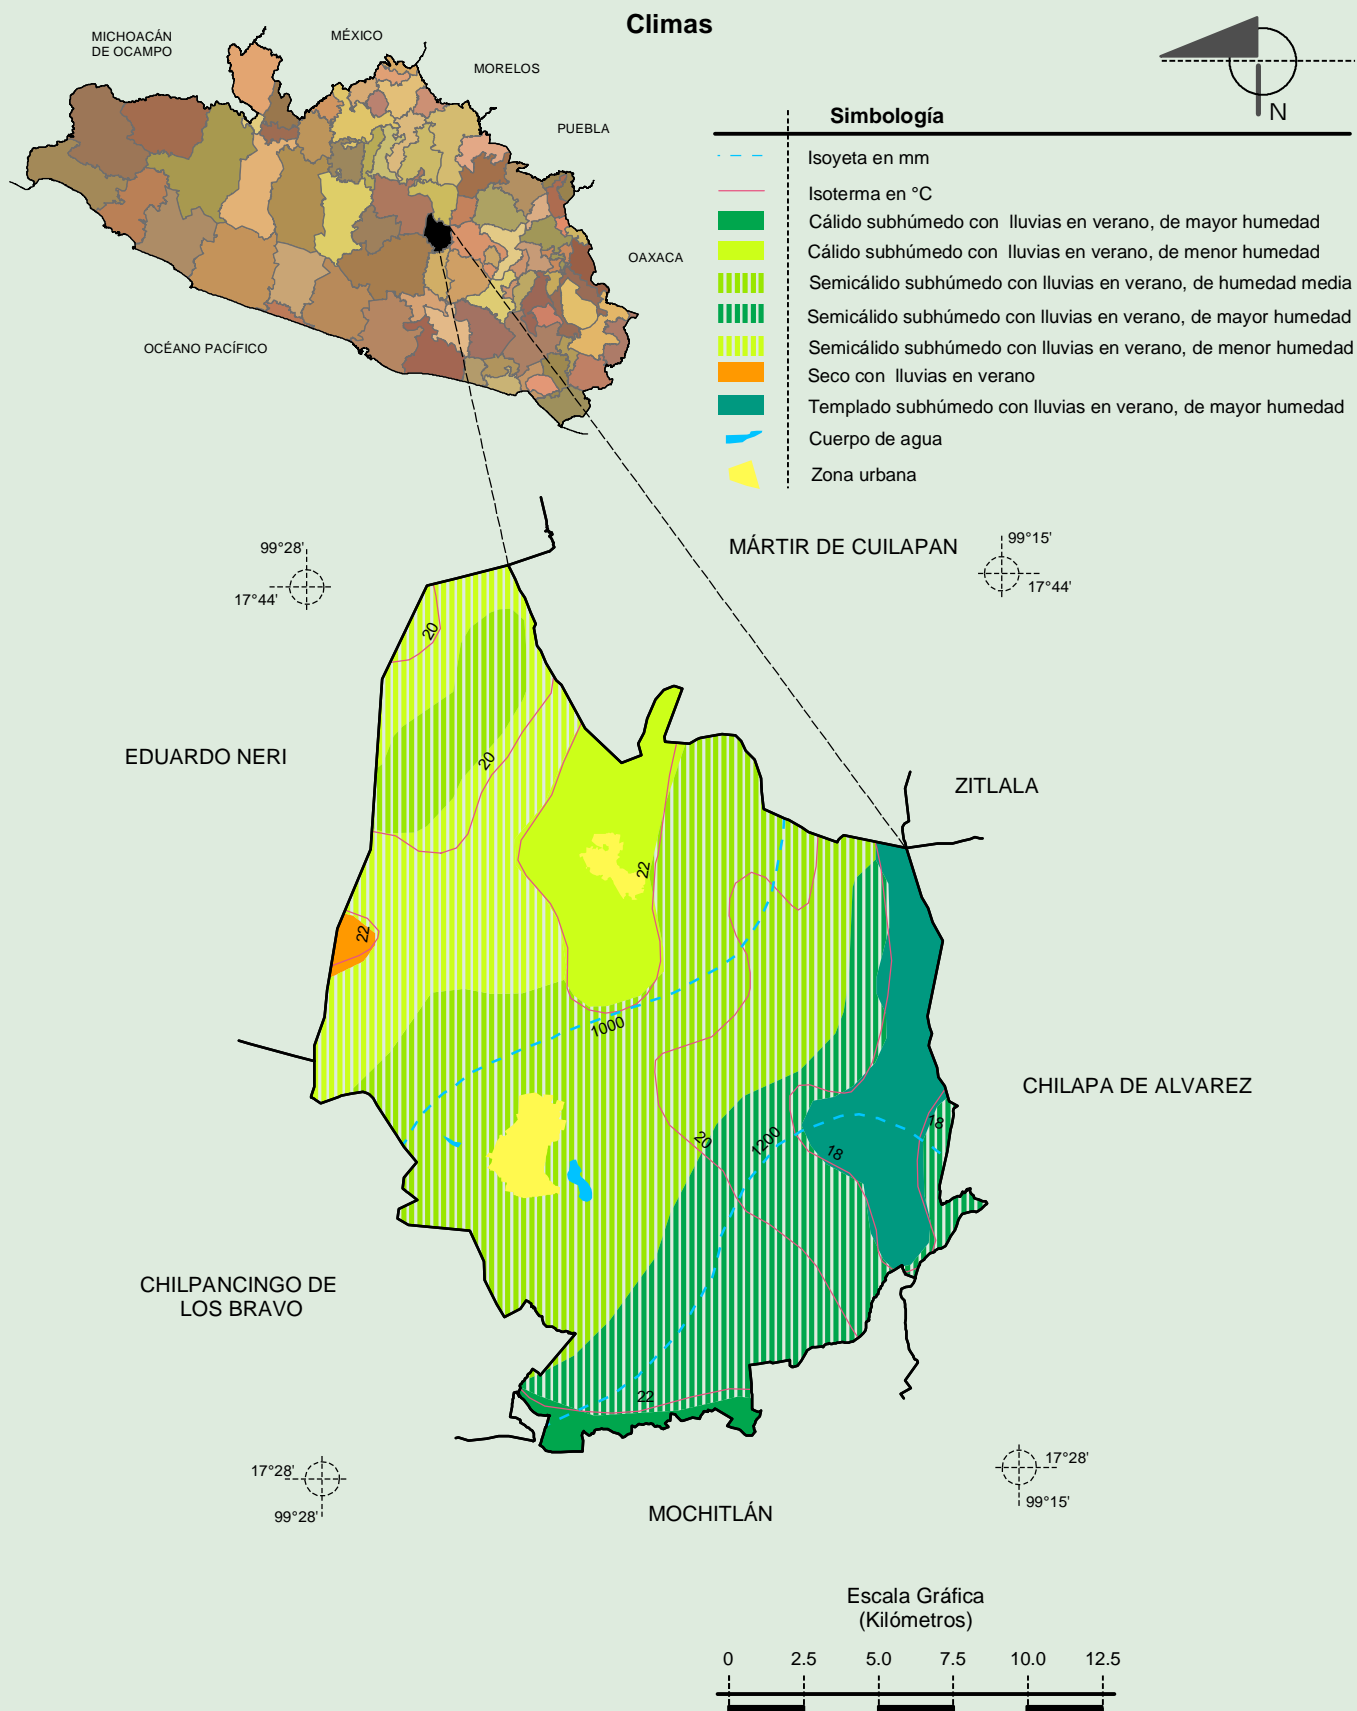 Climas
MICHOACÁN
DE OCAMPO
MÉXICO
MORELOS
PUEBLA
OAXACA
OCÉANO PACÍFICO
N
Simbología
Isoyeta en mm
Isoterma en °C
Cálido subhúmedo con lluvias en verano, de mayor humedad
Cálido subhúmedo con lluvias en verano, de menor humedad
Semicálido subhúmedo con lluvias en verano, de humedad media
Semicálido subhúmedo con lluvias en verano, de mayor humedad
Semicálido subhúmedo con lluvias en verano, de menor humedad
Seco con lluvias en verano
Templado subhúmedo con lluvias en verano, de mayor humedad
Cuerpo de agua
Zona urbana
99°28'
17°44'
MÁRTIR DE CUILAPAN
99°15'
17°44'
20
EDUARDO NERI
20
ZITLALA
22
22
1000
CHILAPA DE ALVAREZ
20
1200
18
18
CHILPANCINGO DE
LOS BRAVO
22
17°28'
99°28'
17°28'
99°15'
MOCHITLÁN
Escala Gráfica
(Kilómetros)
0 2.5 5.0 7.5 10.0 12.5